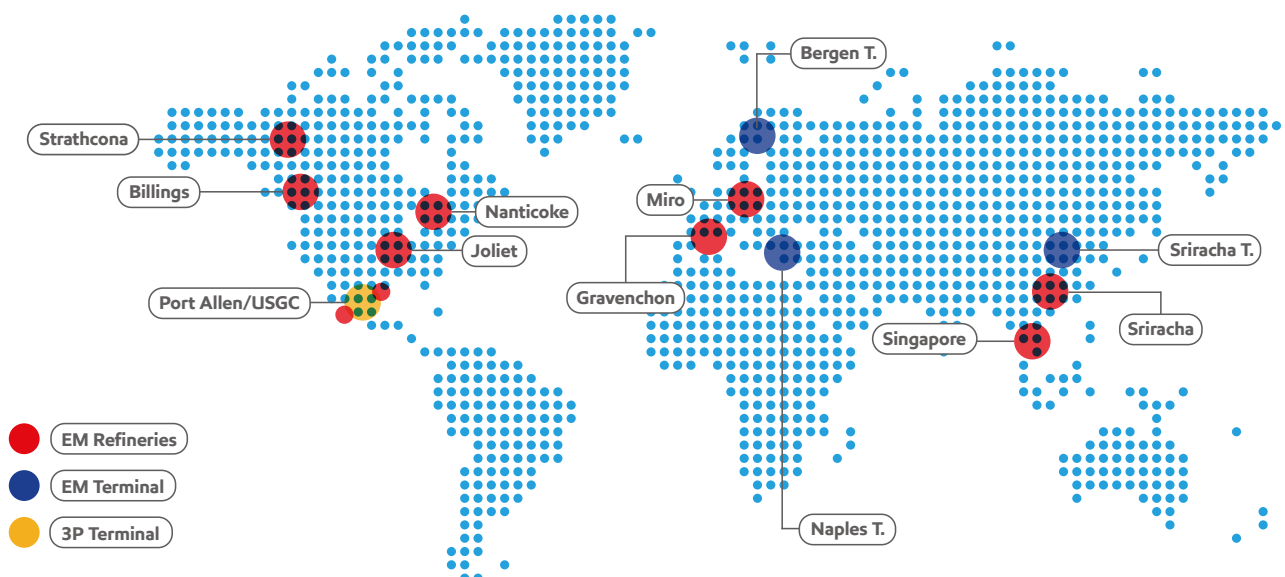 Bergen T.
Strathcona
Billings
Miro
Nanticoke
Joliet
Sriracha T.
Port Allen/USGC
Gravenchon
Sriracha
Singapore
EM Refineries
EM Terminal
3P Terminal
Naples T.